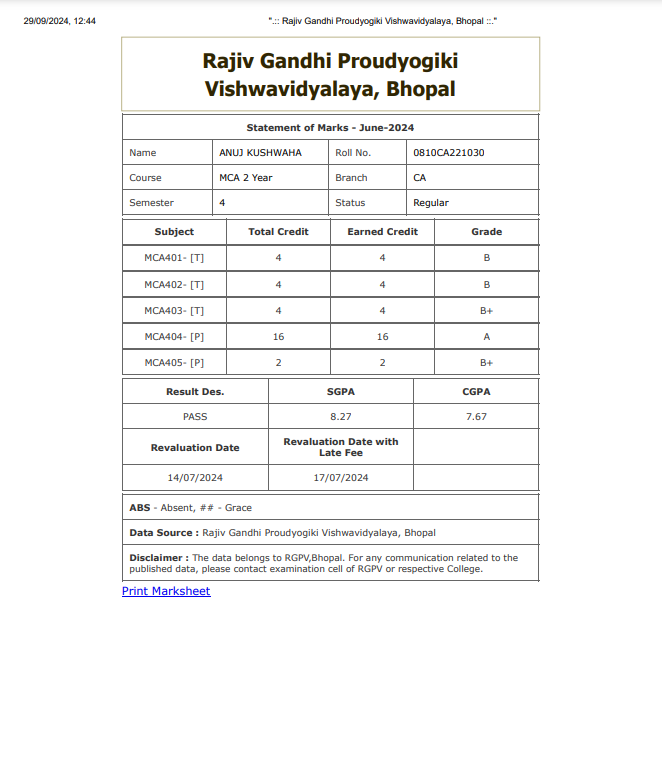 29/09/2024, 12:44 ".:: Rajiv Gandhi Proudyogiki Vishwavidyalaya, Bhopal ::."
Rajiv Gandhi Proudyogiki
Vishwavidyalaya, Bhopal
Statement of Marks - June-2024
Name ANUJ KUSHWAHA Roll No. 0810CA221030
Course MCA 2 Year Branch CA
Semester 4 Status Regular
Subject Total Credit Earned Credit Grade
MCA401- [T] 4 4 B
MCA402- [T] 4 4 B
MCA403- [T] 4 4 B+
MCA404- [P] 16 16 A
MCA405- [P] 2 2 B+
Result Des. SGPA CGPA
PASS 8.27 7.67
Revaluation Date Revaluation Date with
Late Fee
14/07/2024 17/07/2024
ABS - Absent, ## - Grace
Data Source : Rajiv Gandhi Proudyogiki Vishwavidyalaya, Bhopal
Disclaimer : The data belongs to RGPV,Bhopal. For any communication related to the
published data, please contact examination cell of RGPV or respective College.
Print Marksheet